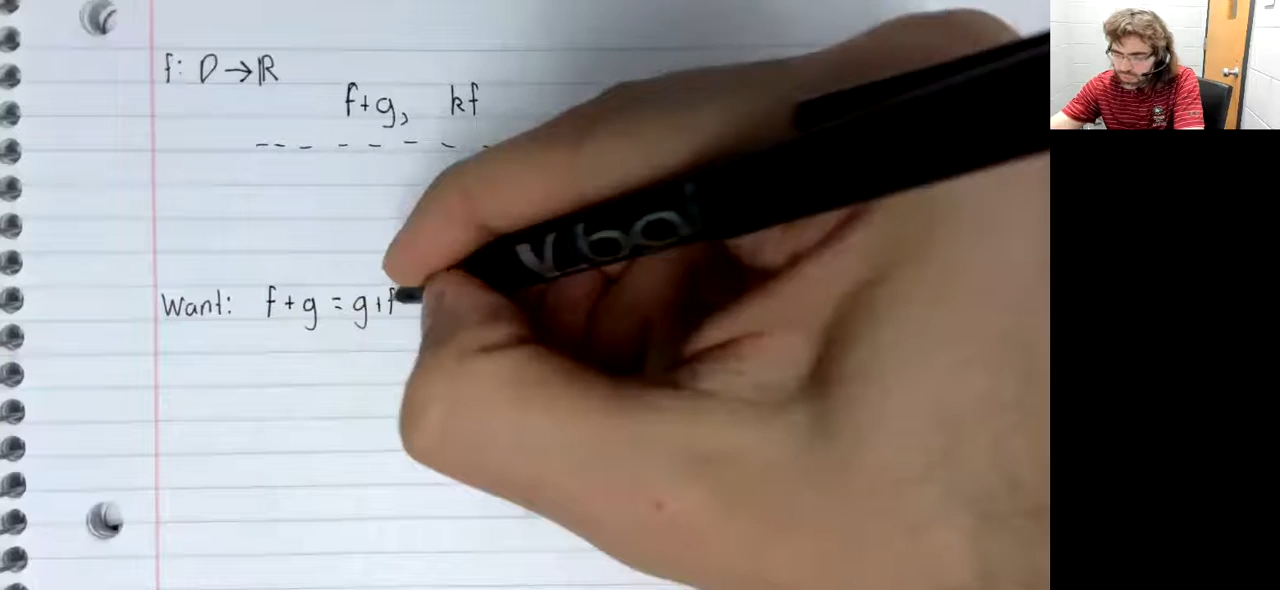 f: D → ℝ
f+g, kf
Want: f + g = g+f